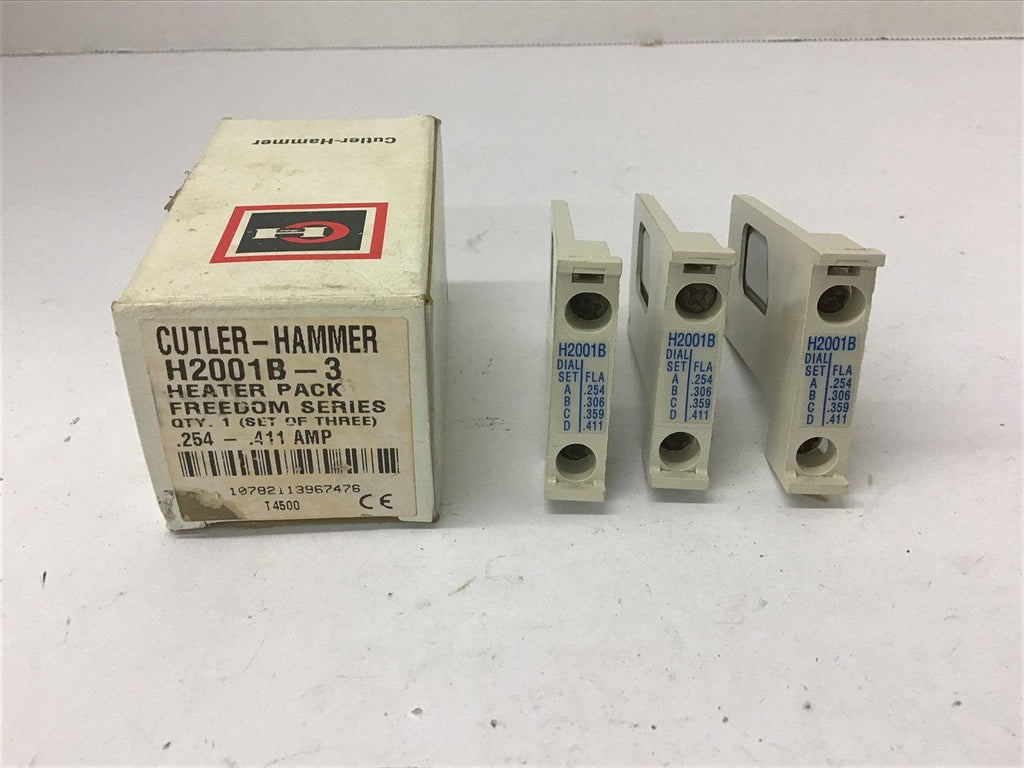 Cutler-Hammer
CH
CUTLER-HAMMER
H2001B-3
HEATER PACK
FREEDOM SERIES
QTY. 1 (SET OF THREE)
.254 - .411 AMP
10782113967476
T4500
CE
H2001B
DIAL
SET FLA
A .254
B .306
C .359
D .411
H2001B
DIAL
SET FLA
A .254
B .306
C .359
D .411
H2001B
DIAL
SET FLA
A .254
B .306
C .359
D .411